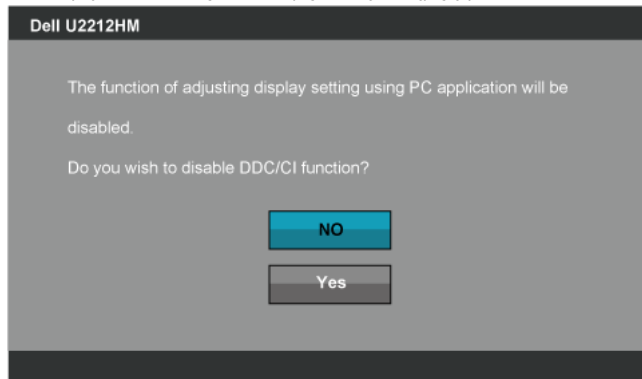 Dell U2212HM
The function of adjusting display setting using PC application will be
disabled.
Do you wish to disable DDC/CI function?
NO
Yes